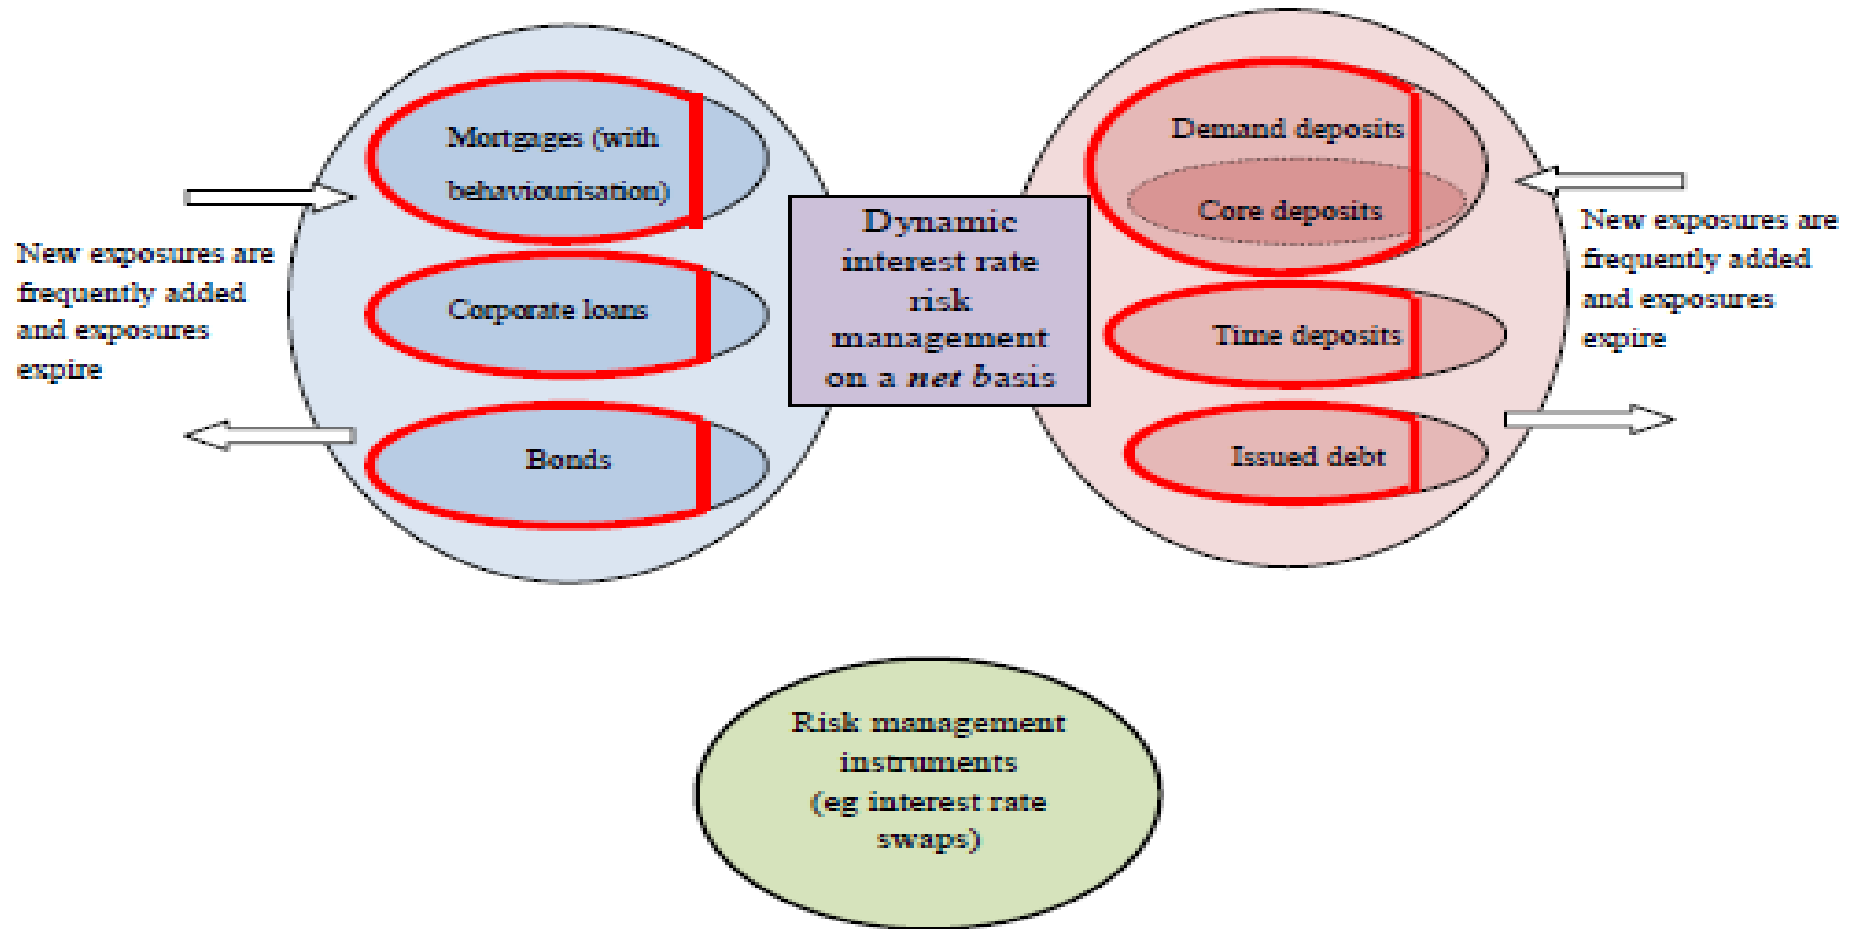 New exposures are
frequently added
and exposures
expire
Mortgages (with
behaviourisation)
Corporate loans
Bonds
Dynamic
interest rate
risk
management
on a net basis
Demand deposits
Core deposits
Time deposits
Issued debt
New exposures are
frequently added
and exposures
expire
Risk management
instruments
(eg interest rate
swaps)